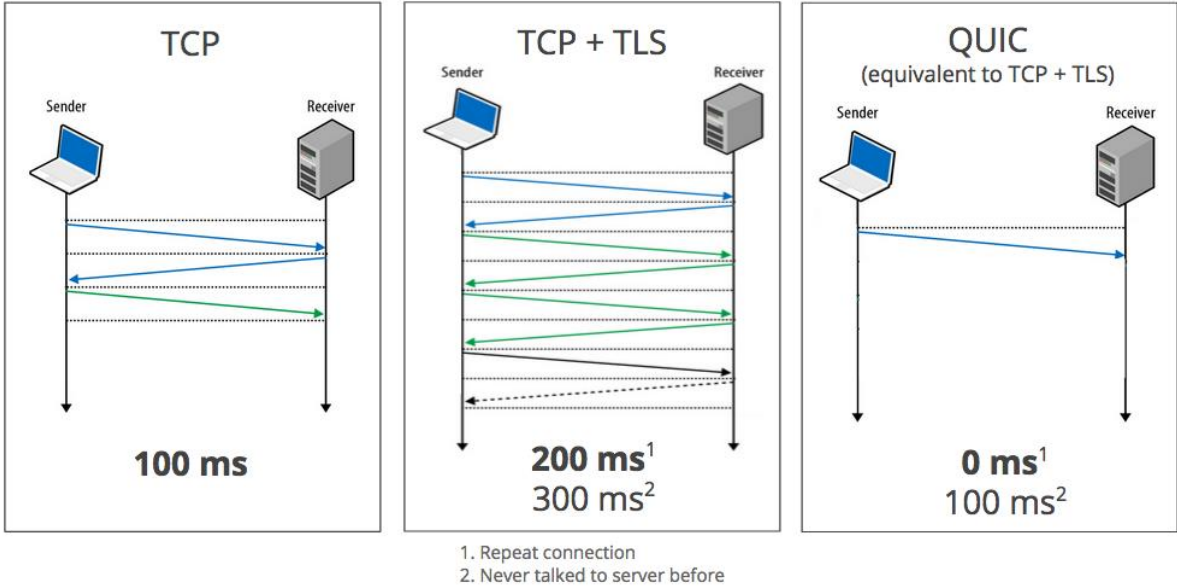 TCP
Sender
Receiver
100 ms
TCP + TLS
Sender
Receiver
200 ms¹
300 ms²
QUIC
(equivalent to TCP + TLS)
Sender
Receiver
0 ms¹
100 ms²
1. Repeat connection
2. Never talked to server before